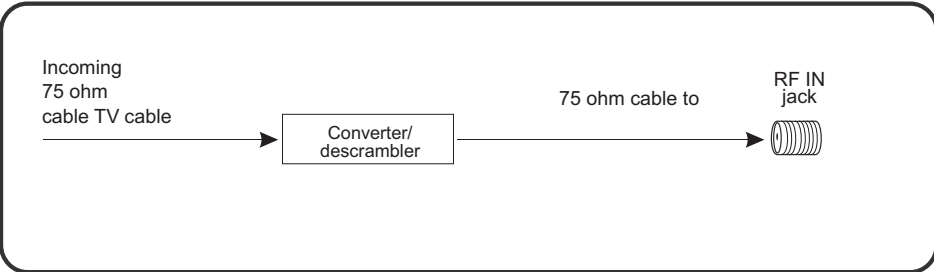 Incoming
75 ohm
cable TV cable
Converter/
descrambler
75 ohm cable to
RF IN
jack